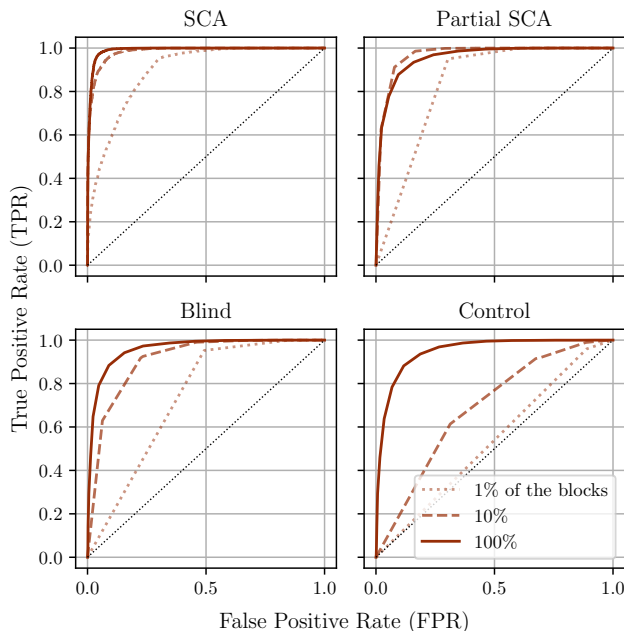 SCA
Partial SCA
1.0
0.8
0.6
0.4
0.2
0.0
True Positive Rate (TPR)
Blind
Control
1.0
0.8
0.6
0.4
0.2
0.0
1% of the blocks
10%
100%
0.0 0.5 1.0
0.0 0.5 1.0
False Positive Rate (FPR)